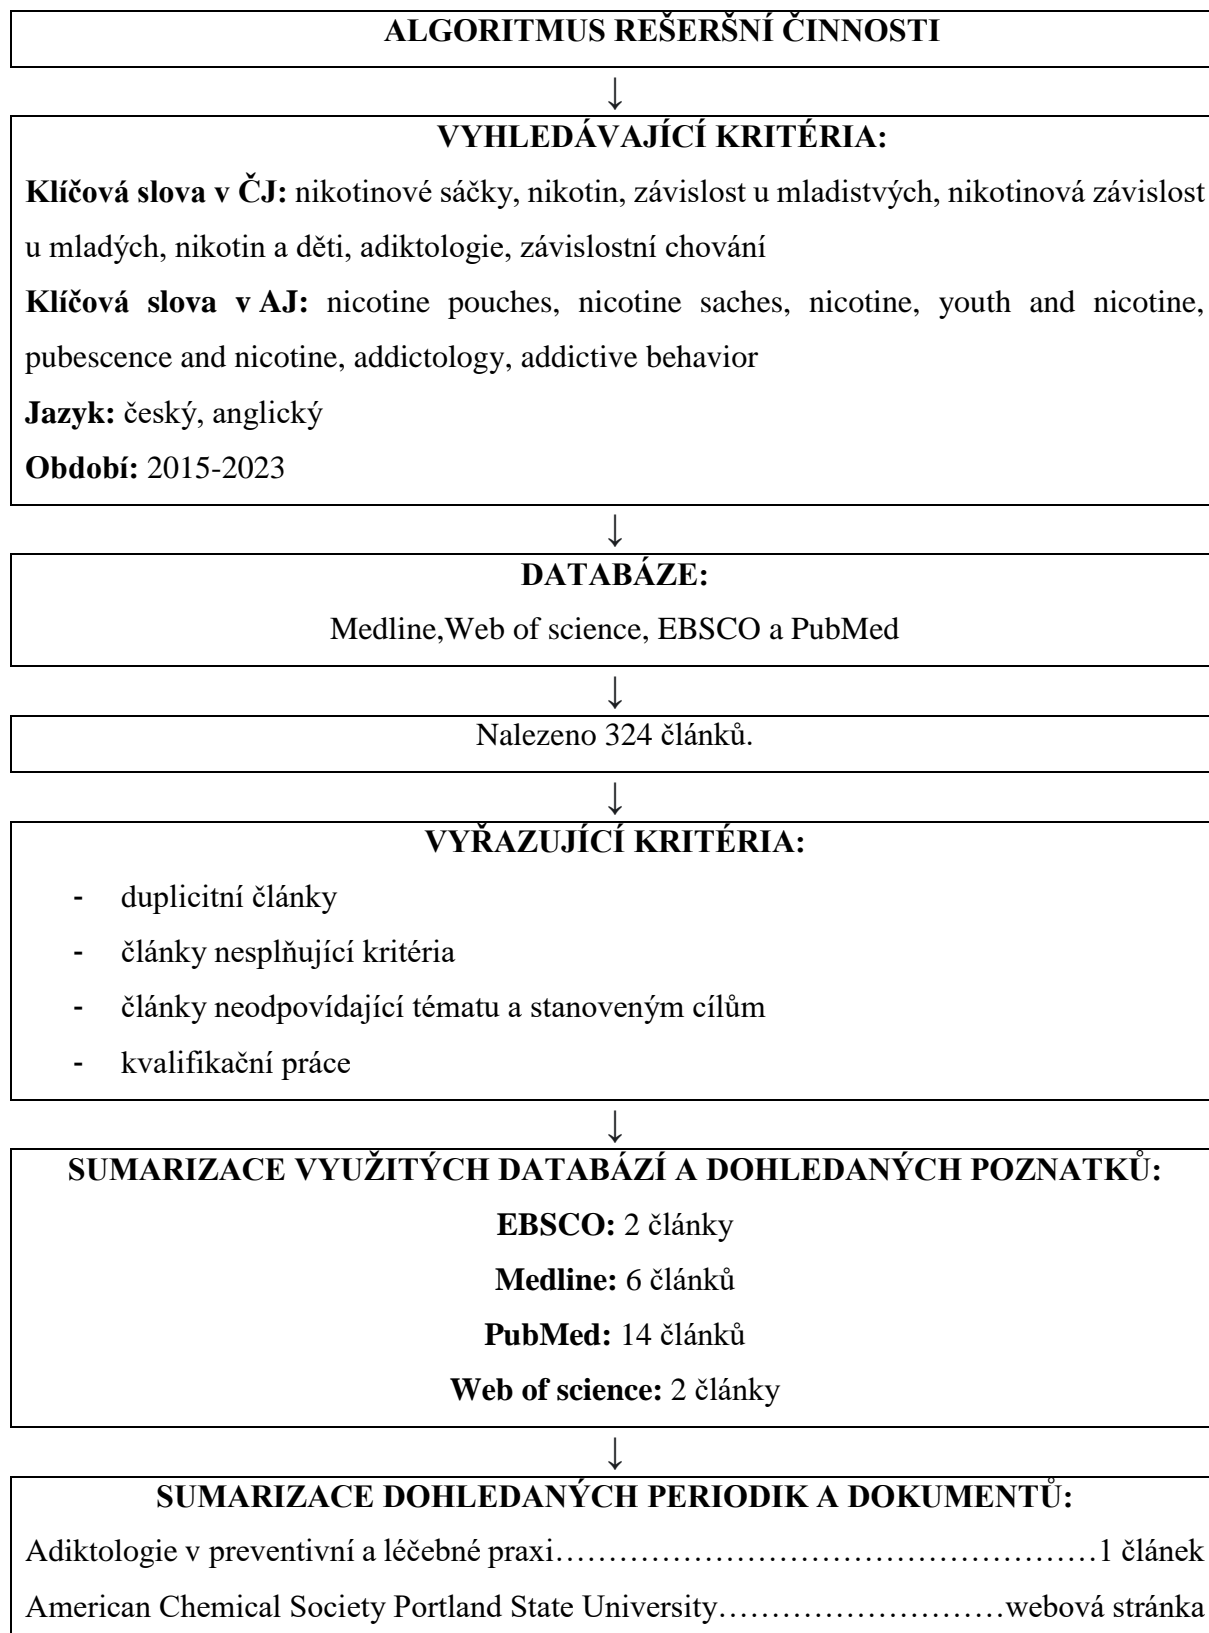 ALGORITMUS REŠERŠNÍ ČINNOSTI
↓
VYHLEDÁVAJÍCÍ KRITÉRIA:
Klíčová slova v ČJ: nikotinové sáčky, nikotin, závislost u mladistvých, nikotinová závislost
u mladých, nikotin a děti, adiktologie, závislostní chování
Klíčová slova v AJ: nicotine pouches, nicotine saches, nicotine, youth and nicotine,
pubescence and nicotine, addictology, addictive behavior
Jazyk: český, anglický
Období: 2015-2023
↓
DATABÁZE:
Medline,Web of science, EBSCO a PubMed
↓
Nalezeno 324 článků.
↓
VYŘAZUJÍCÍ KRITÉRIA:
- duplicitní články
- články nesplňující kritéria
- články neodpovídající tématu a stanoveným cílům
- kvalifikační práce
↓
SUMARIZACE VYUŽITÝCH DATABÁZÍ A DOHLEDANÝCH POZNATKŮ:
EBSCO: 2 články
Medline: 6 článků
PubMed: 14 článků
Web of science: 2 články
↓
SUMARIZACE DOHLEDANÝCH PERIODIK A DOKUMENTŮ:
Adiktologie v preventivní a léčebné praxi……………………………………………1 článek
American Chemical Society Portland State University………………………webová stránka